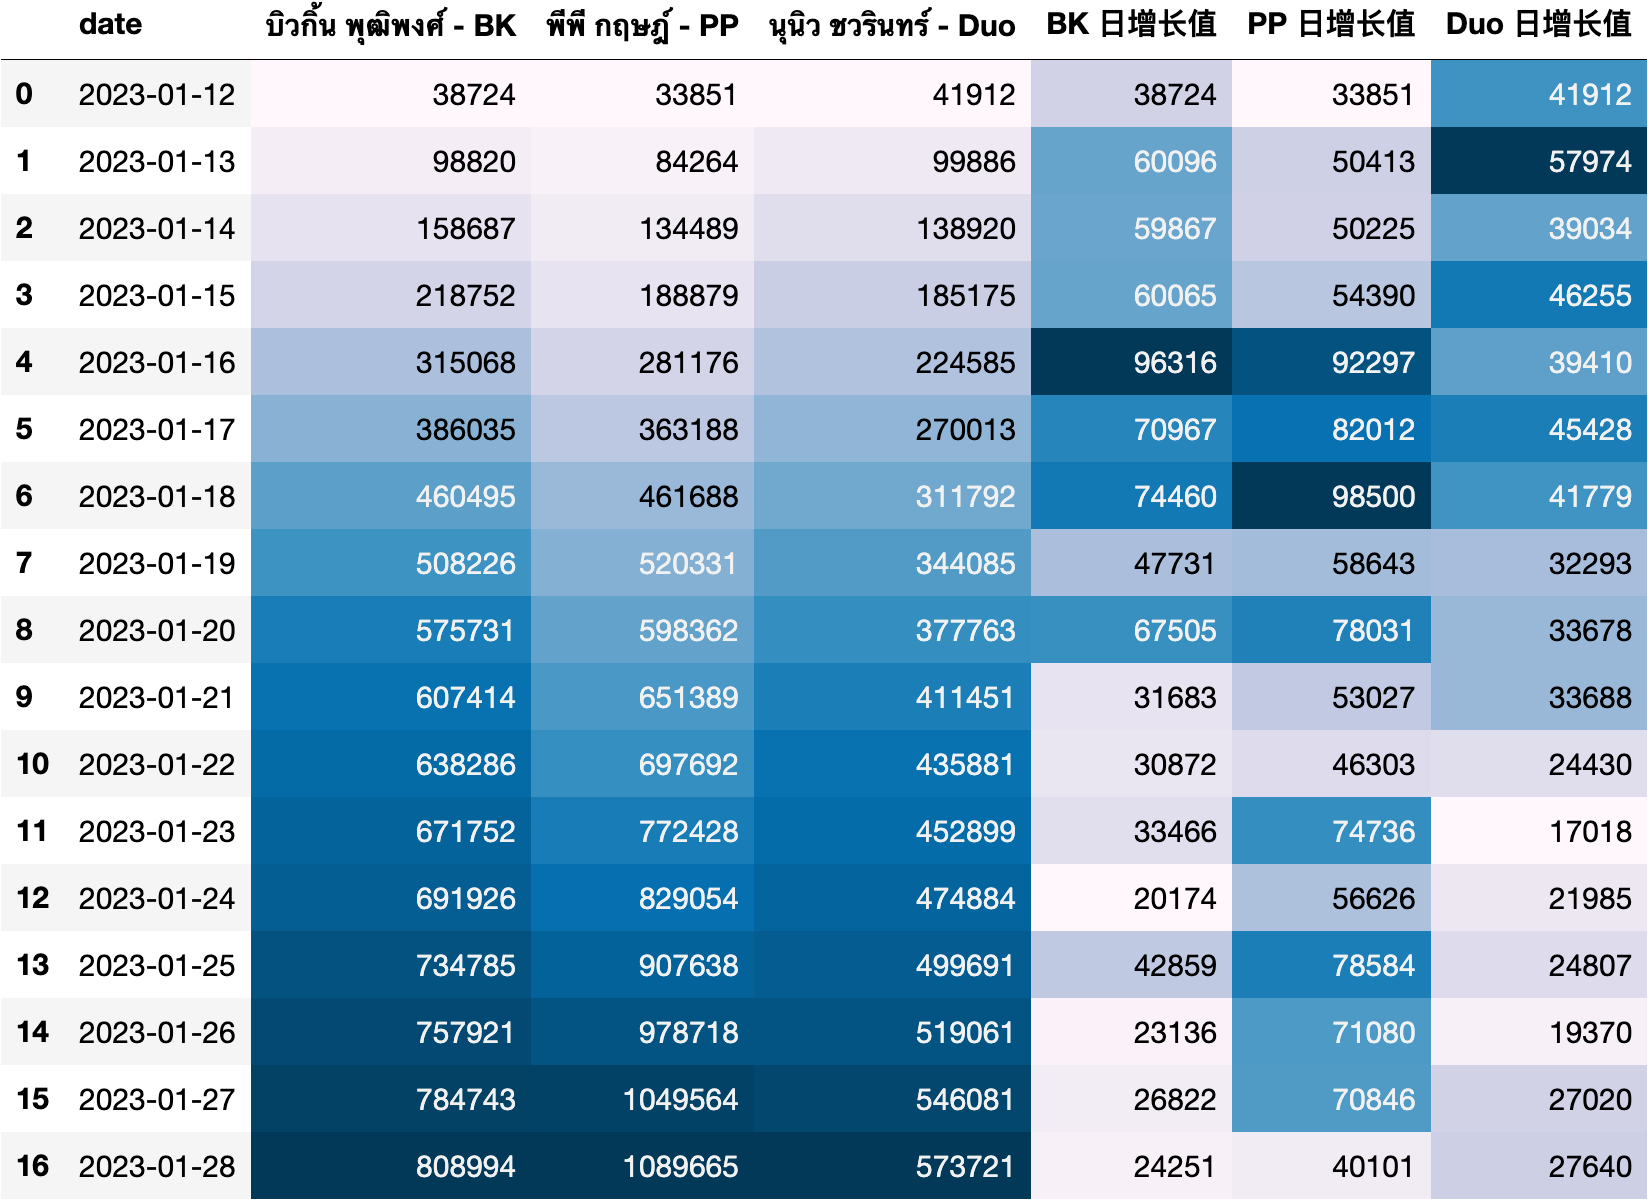 date บิวกิ้น พุฒิพงศ์ - BK พีพี กฤษฎ์ - PP นุนิว ชวรินทร์ - Duo BK 日增长值 PP 日增长值 Duo 日增长值
0 2023-01-12 38724 33851 41912 38724 33851 41912
1 2023-01-13 98820 84264 99886 60096 50413 57974
2 2023-01-14 158687 134489 138920 59867 50225 39034
3 2023-01-15 218752 188879 185175 60065 54390 46255
4 2023-01-16 315068 281176 224585 96316 92297 39410
5 2023-01-17 386035 363188 270013 70967 82012 45428
6 2023-01-18 460495 461688 311792 74460 98500 41779
7 2023-01-19 508226 520331 344085 47731 58643 32293
8 2023-01-20 575731 598362 377763 67505 78031 33678
9 2023-01-21 607414 651389 411451 31683 53027 33688
10 2023-01-22 638286 697692 435881 30872 46303 24430
11 2023-01-23 671752 772428 452899 33466 74736 17018
12 2023-01-24 691926 829054 474884 20174 56626 21985
13 2023-01-25 734785 907638 499691 42859 78584 24807
14 2023-01-26 757921 978718 519061 23136 71080 19370
15 2023-01-27 784743 1049564 546081 26822 70846 27020
16 2023-01-28 808994 1089665 573721 24251 40101 27640